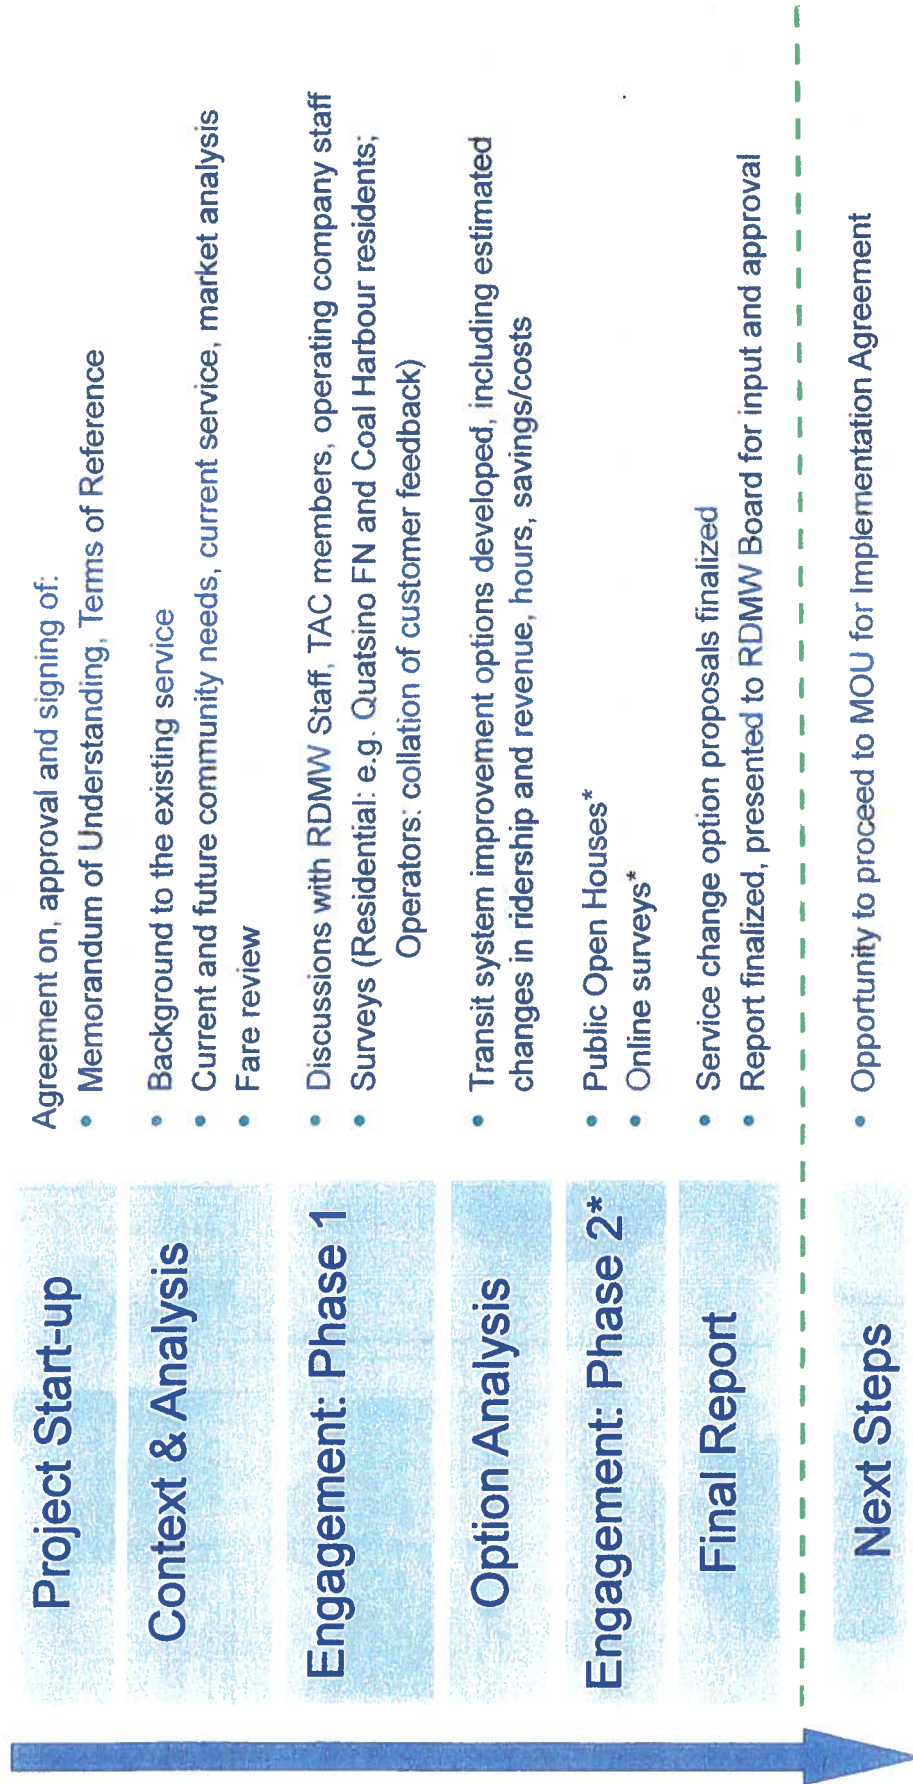 Project Start-up
Agreement on, approval and signing of:
• Memorandum of Understanding, Terms of Reference
Context & Analysis
• Background to the existing service
• Current and future community needs, current service, market analysis
• Fare review
Engagement: Phase 1
• Discussions with RDMW Staff, TAC members, operating company staff
• Surveys (Residential: e.g. Quatsino FN and Coal Harbour residents;
Operators: collation of customer feedback)
Option Analysis
• Transit system improvement options developed, including estimated
changes in ridership and revenue, hours, savings/costs
Engagement: Phase 2*
• Public Open Houses*
• Online surveys*
Final Report
• Service change option proposals finalized
• Report finalized, presented to RDMW Board for input and approval
Next Steps
• Opportunity to proceed to MOU for Implementation Agreement